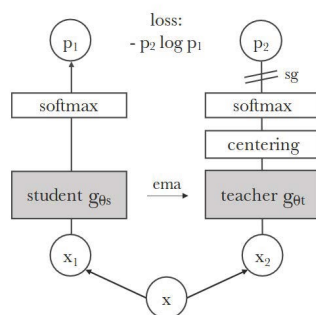 p₁
loss:
- p₂ log p₁
p₂
sg
softmax
softmax
centering
student gθs
ema
teacher gθt
x₁
x₂
x